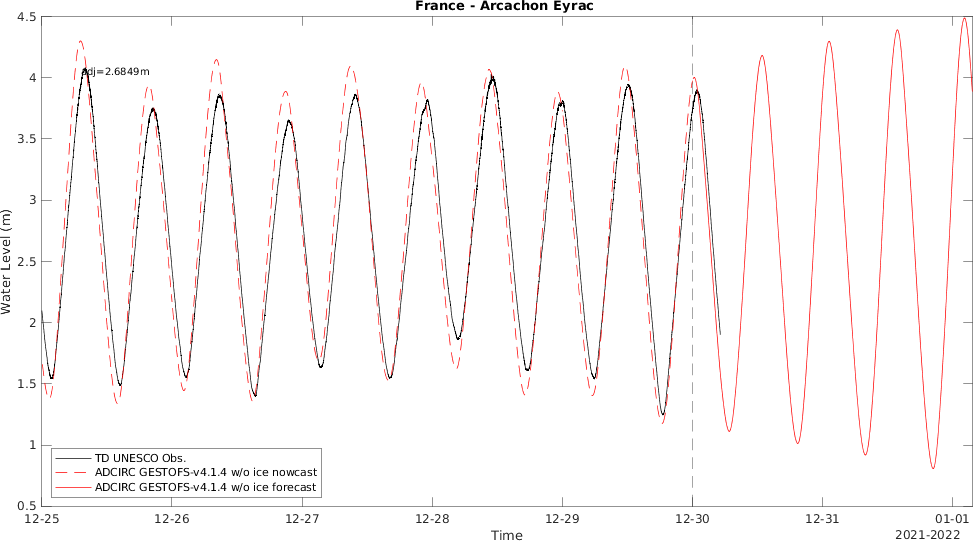 France - Arcachon Eyrac
4.5
4
3.5
3
2.5
2
1.5
1
0.5
Water Level (m)
adj=2.6849m
TD UNESCO Obs.
ADCIRC GESTOFS-v4.1.4 w/o ice nowcast
ADCIRC GESTOFS-v4.1.4 w/o ice forecast
12-25 12-26 12-27 12-28 12-29 12-30 12-31 01-01
Time
2021-2022